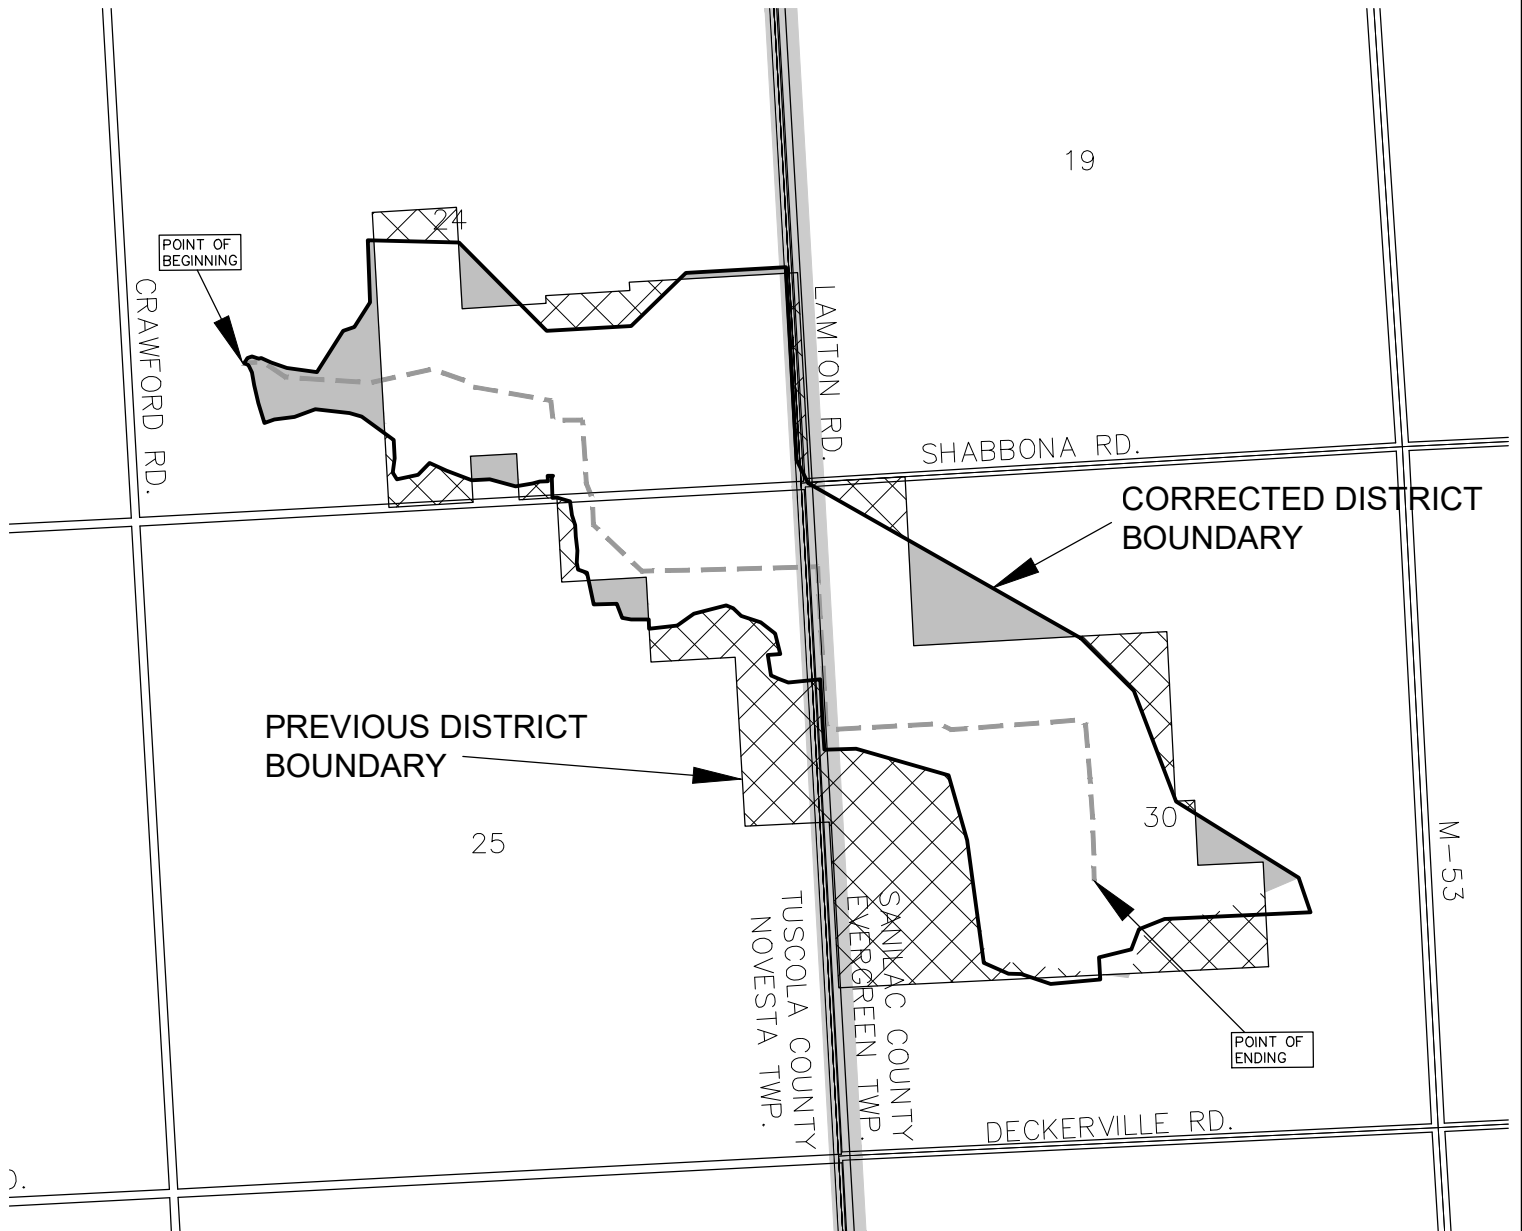 19
24
POINT OF
BEGINNING
CRAWFORD RD.
LAMTON RD.
SHABBONA RD.
CORRECTED DISTRICT
BOUNDARY
PREVIOUS DISTRICT
BOUNDARY
25
30
M-53
SANILAC COUNTY
EVERGREEN TWP.
TUSCOLA COUNTY
NOVESTA TWP.
POINT OF
ENDING
DECKERVILLE RD.
D.